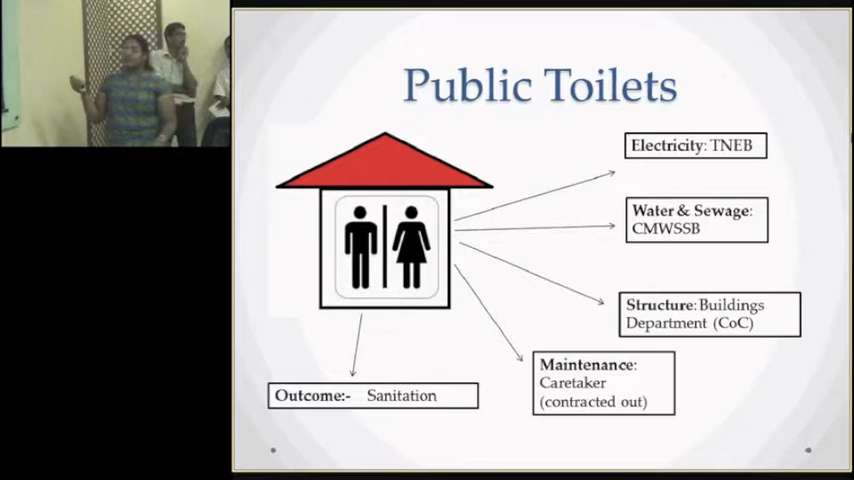 Public Toilets
Electricity: TNEB
Water & Sewage:
CMWSSB
Structure: Buildings
Department (CoC)
Maintenance:
Caretaker
(contracted out)
Outcome:- Sanitation